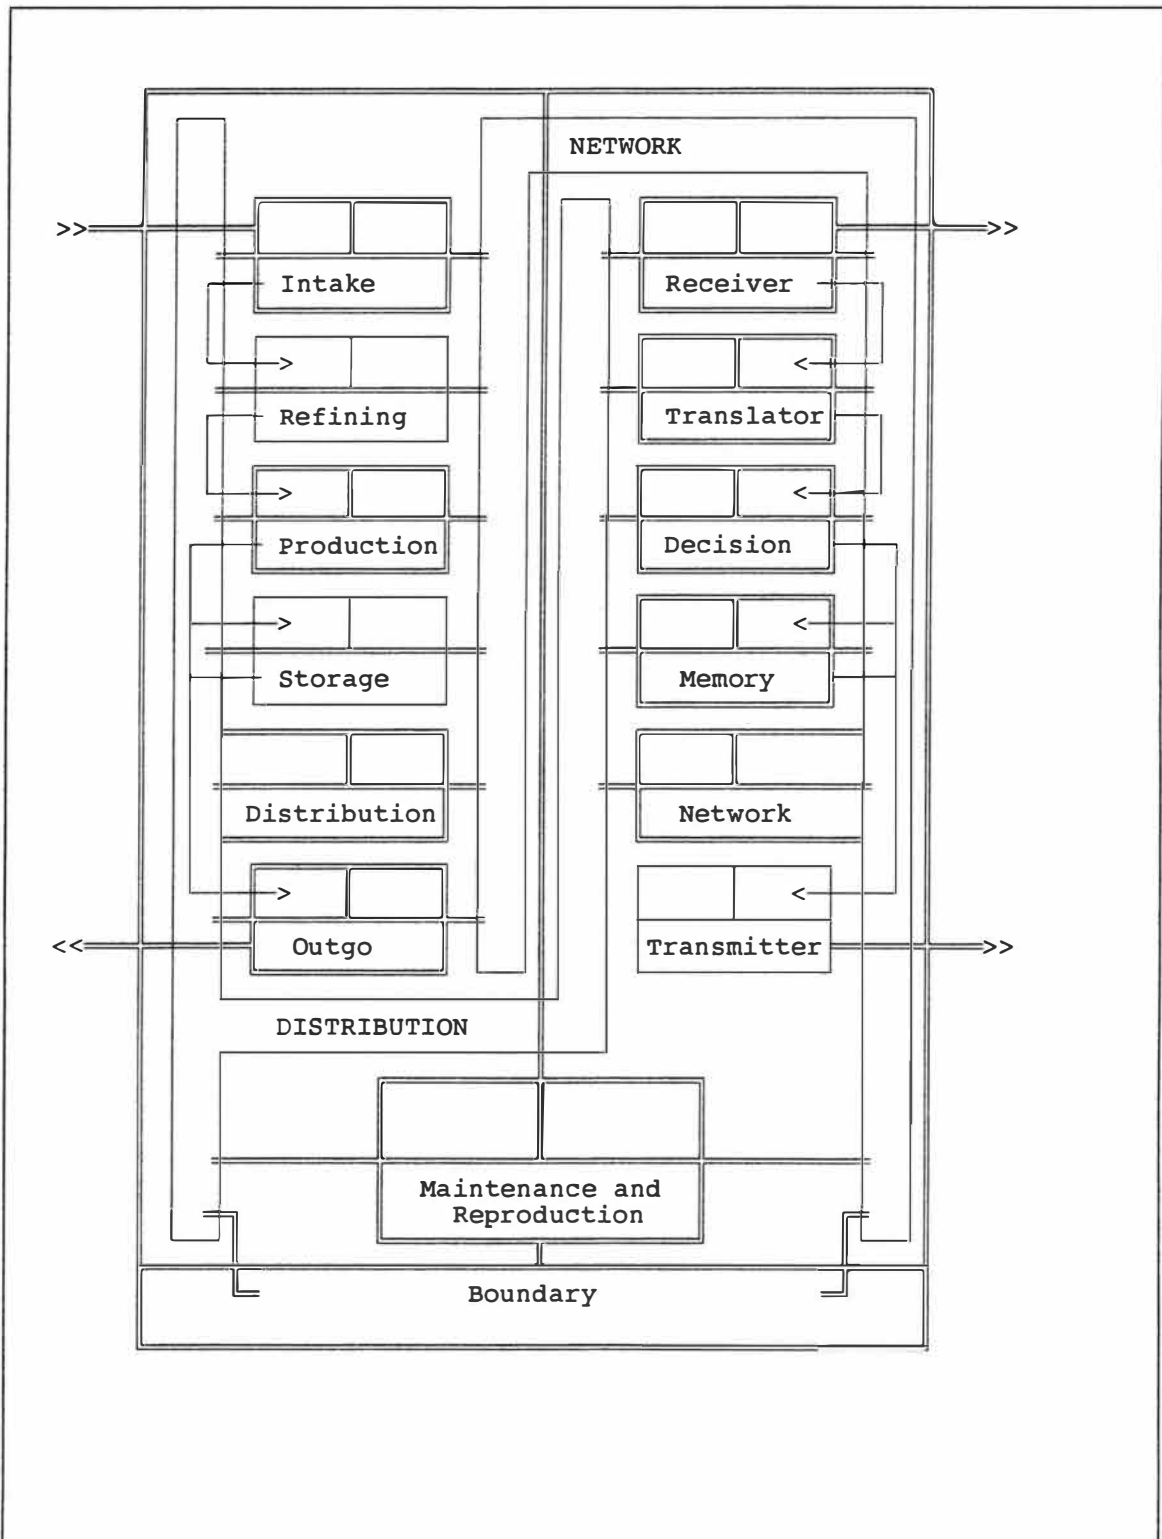 NETWORK
>> >>
Intake Receiver
> <
Refining Translator
> <
Production Decision
> <
Storage Memory
Distribution Network
> <
<< Outgo Transmitter >>
DISTRIBUTION
Maintenance and
Reproduction
Boundary